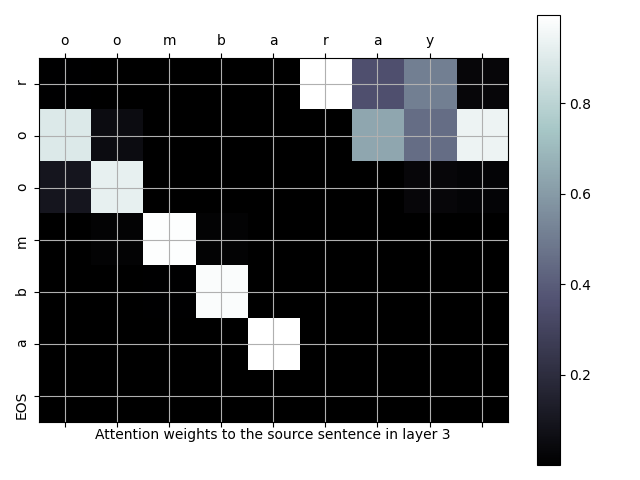 o o m b a r a y
r
o
o
m
b
a
EOS
0.8
0.6
0.4
0.2
Attention weights to the source sentence in layer 3